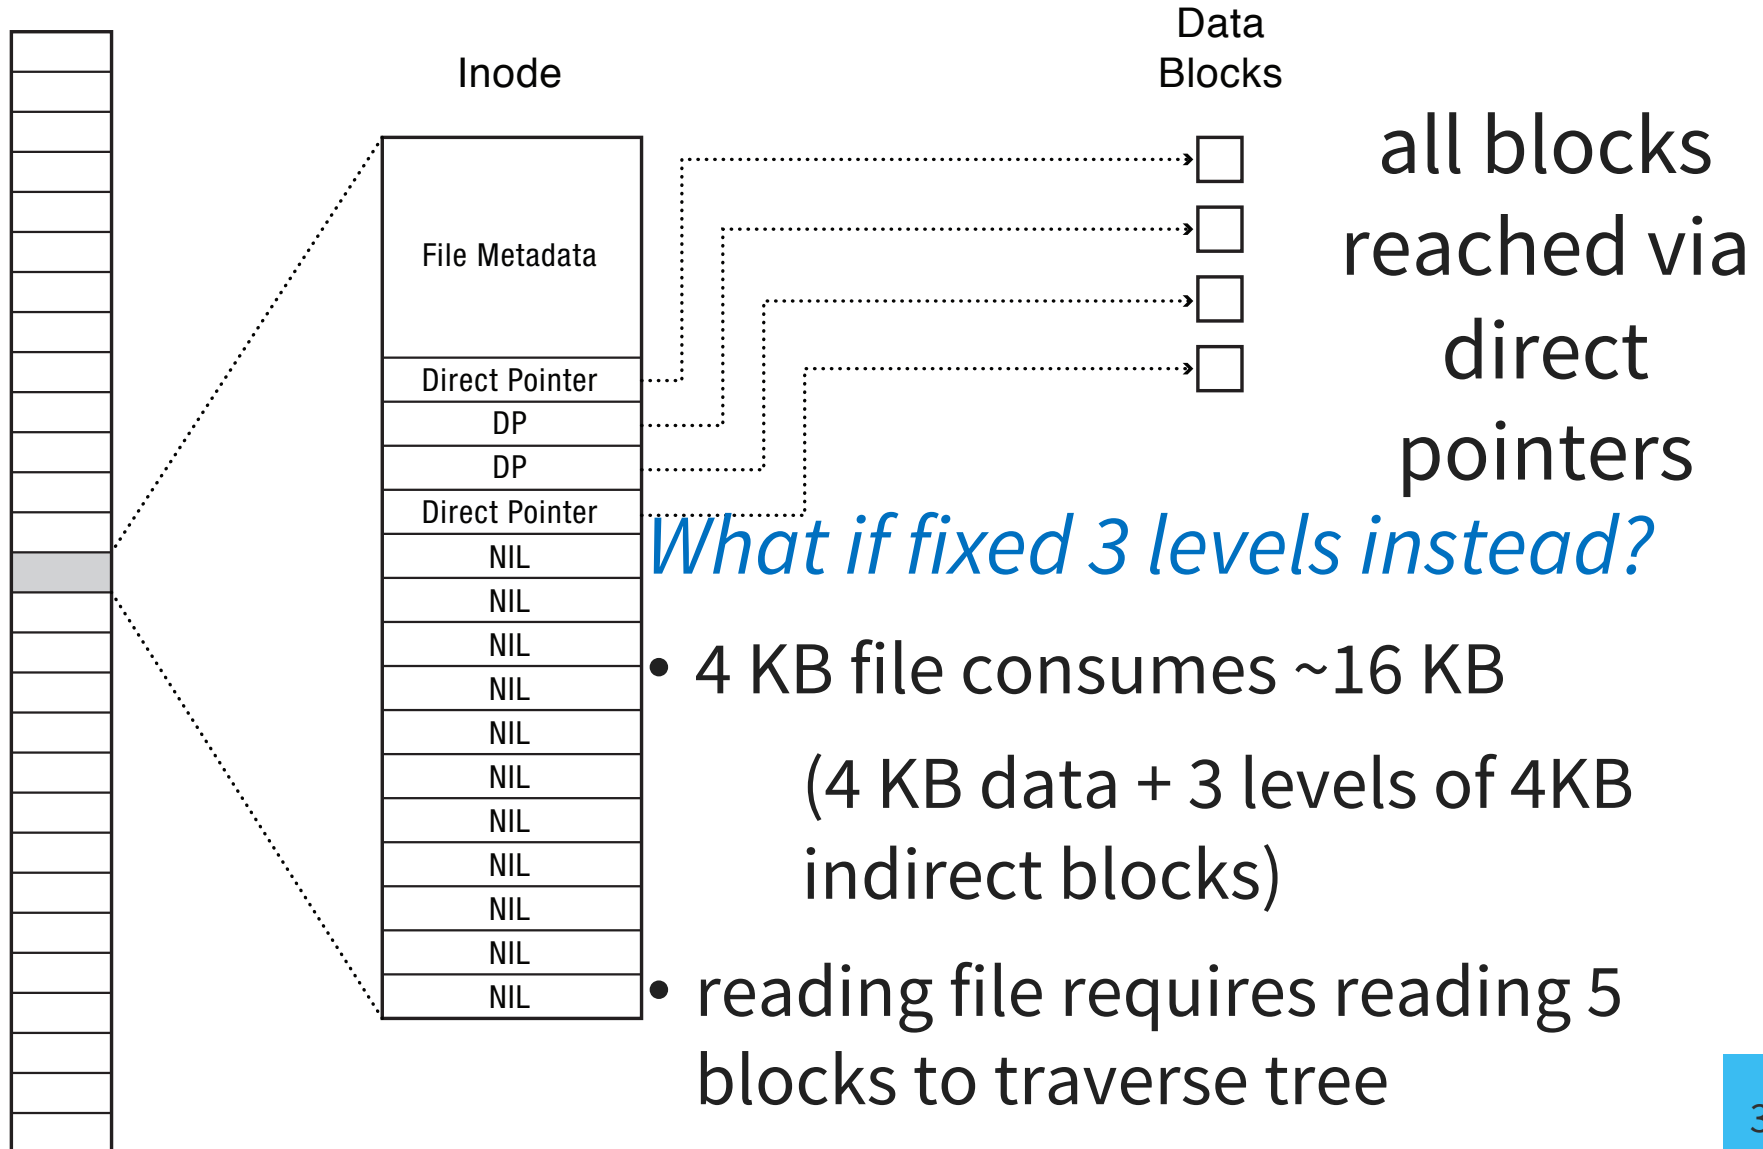 Inode
Data
Blocks
File Metadata
Direct Pointer
DP
DP
Direct Pointer
NIL
NIL
NIL
NIL
NIL
NIL
NIL
NIL
NIL
NIL
NIL
all blocks
reached via
direct
pointers
What if fixed 3 levels instead?
• 4 KB file consumes ~16 KB
(4 KB data + 3 levels of 4KB
indirect blocks)
• reading file requires reading 5
blocks to traverse tree